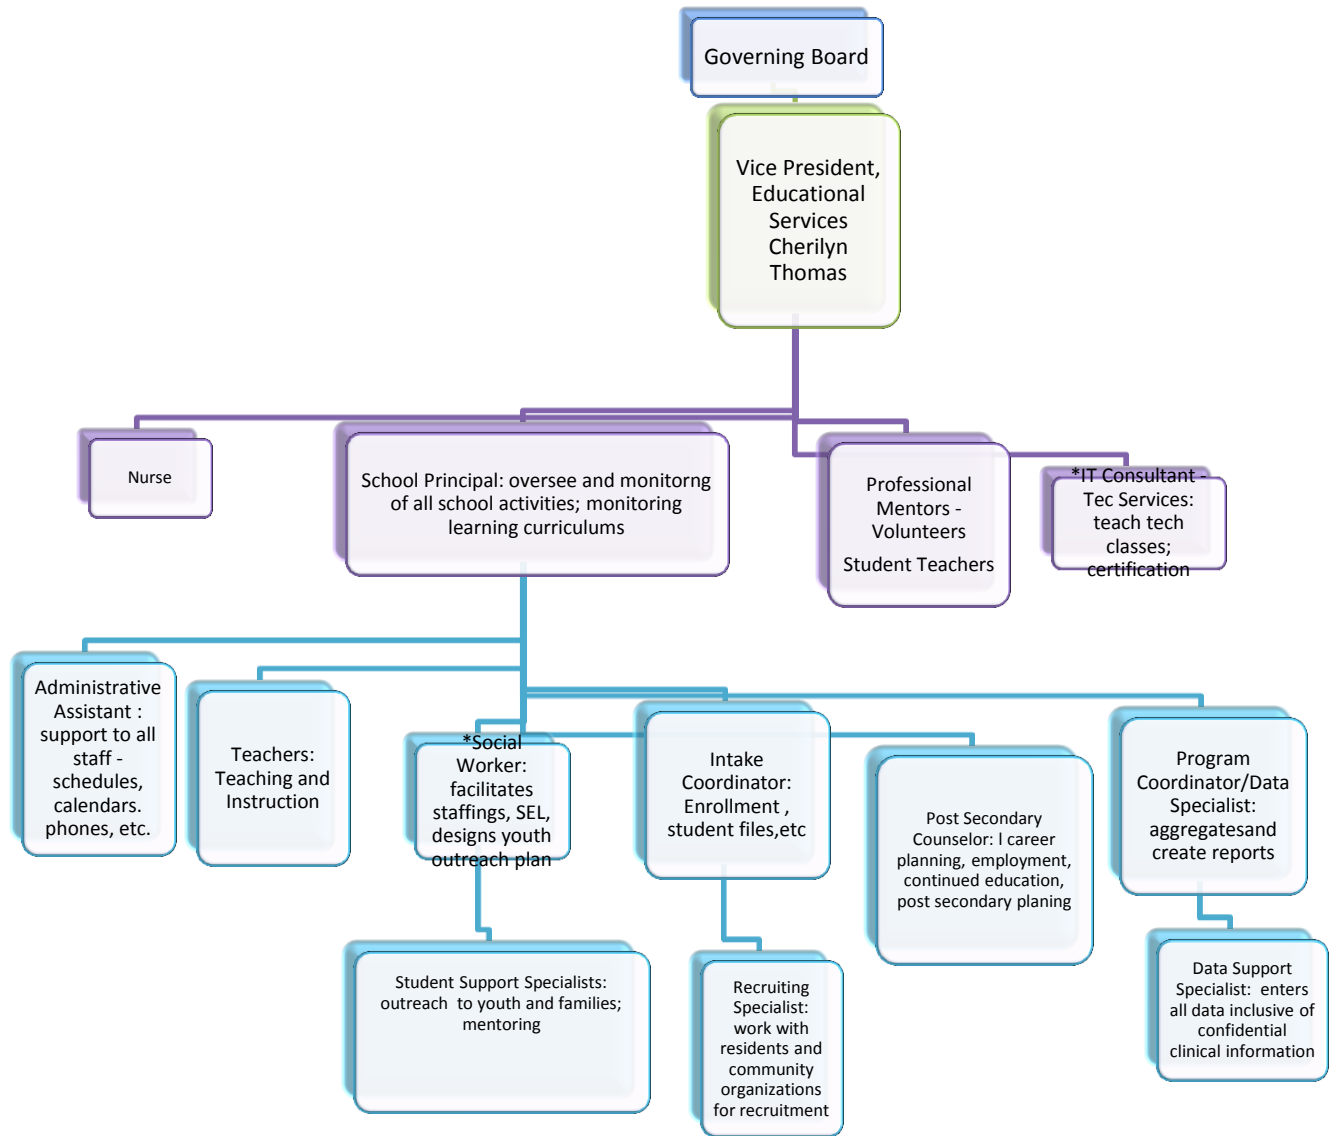 Governing Board
Vice President,
Educational
Services
Cherilyn
Thomas
Nurse
School Principal: oversee and monitorng
of all school activities; monitoring
learning curriculums
Professional
Mentors -
Volunteers
Student Teachers
*IT Consultant -
Tec Services:
teach tech
classes;
certification
Administrative
Assistant :
support to all
staff -
schedules,
calendars.
phones, etc.
Teachers:
Teaching and
Instruction
*Social
Worker:
facilitates
staffings, SEL,
designs youth
outreach plan
Intake
Coordinator:
Enrollment ,
student files,etc
Post Secondary
Counselor: l career
planning, employment,
continued education,
post secondary planing
Program
Coordinator/Data
Specialist:
aggregatesand
create reports
Student Support Specialists:
outreach  to youth and families;
mentoring
Recruiting
Specialist:
work with
residents and
community
organizations
for recruitment
Data Support
Specialist:  enters
all data inclusive of
confidential
clinical information